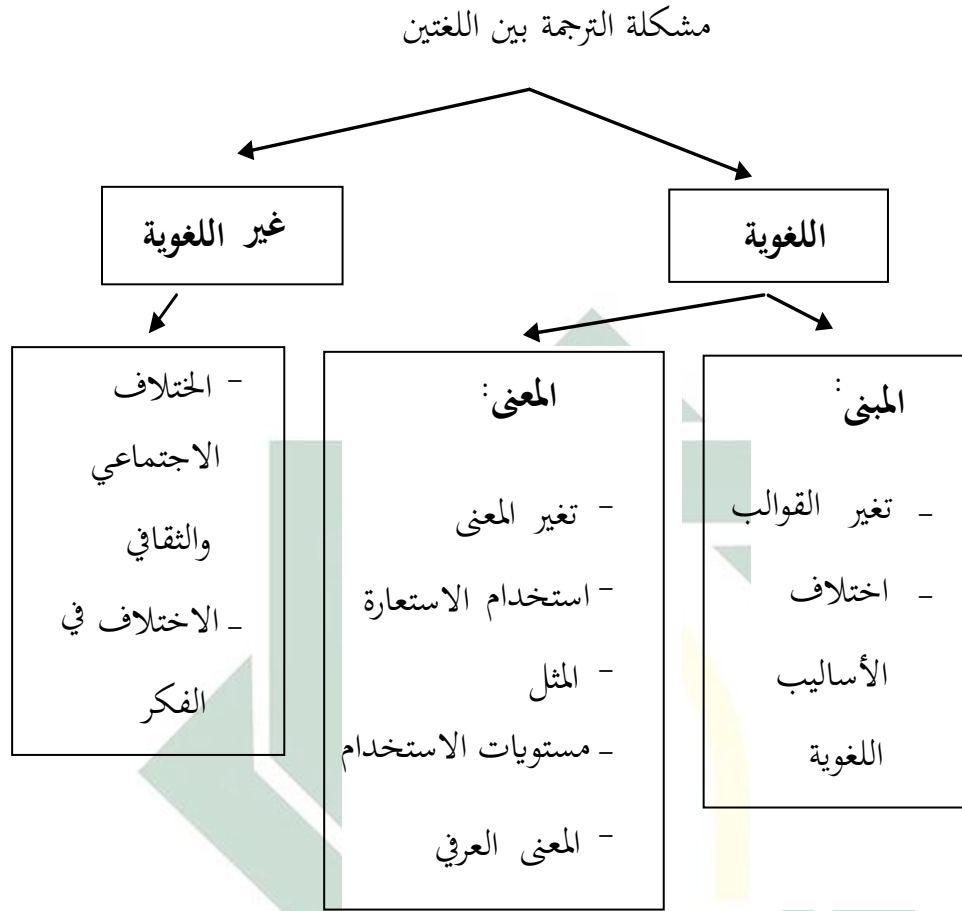 مشكلة الترجمة بين اللغتين
اللغوية
غير اللغوية
المبنى:
- تغير القوالب
- اختلاف
الأساليب
اللغوية
المعنى:
- تغير المعنى
- استخدام الاستعارة
- المثل
- مستويات الاستخدام
- المعنى العرفي
- الختلاف
الاجتماعي
والثقافي
- الاختلاف في
الفكر